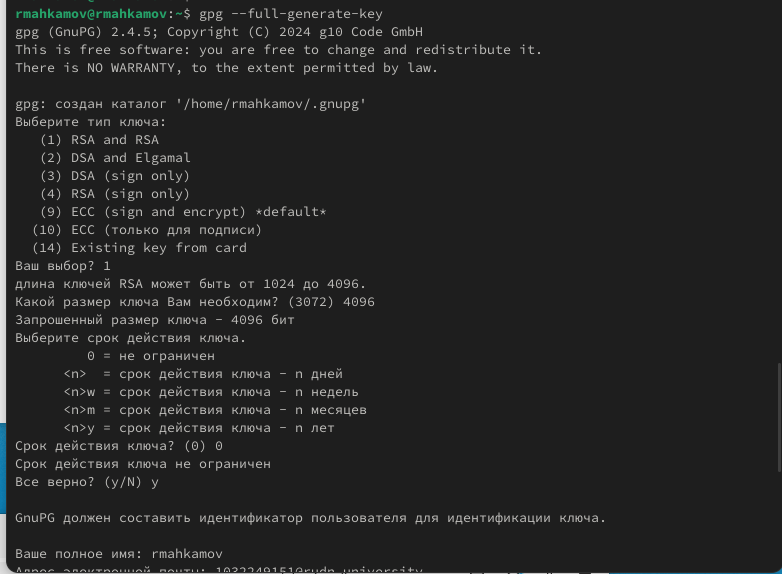 rmahkamov@rmahkamov:~$ gpg --full-generate-key
gpg (GnuPG) 2.4.5; Copyright (C) 2024 g10 Code GmbH
This is free software: you are free to change and redistribute it.
There is NO WARRANTY, to the extent permitted by law.

gpg: создан каталог '/home/rmahkamov/.gnupg'
Выберите тип ключа:
   (1) RSA and RSA
   (2) DSA and Elgamal
   (3) DSA (sign only)
   (4) RSA (sign only)
   (9) ECC (sign and encrypt) *default*
  (10) ECC (только для подписи)
  (14) Existing key from card
Ваш выбор? 1
длина ключей RSA может быть от 1024 до 4096.
Какой размер ключа Вам необходим? (3072) 4096
Запрошенный размер ключа - 4096 бит
Выберите срок действия ключа.
         0 = не ограничен
      <n>  = срок действия ключа - n дней
      <n>w = срок действия ключа - n недель
      <n>m = срок действия ключа - n месяцев
      <n>y = срок действия ключа - n лет
Срок действия ключа? (0) 0
Срок действия ключа не ограничен
Все верно? (y/N) y

GnuPG должен составить идентификатор пользователя для идентификации ключа.

Ваше полное имя: rmahkamov
Адрес электронной почты: